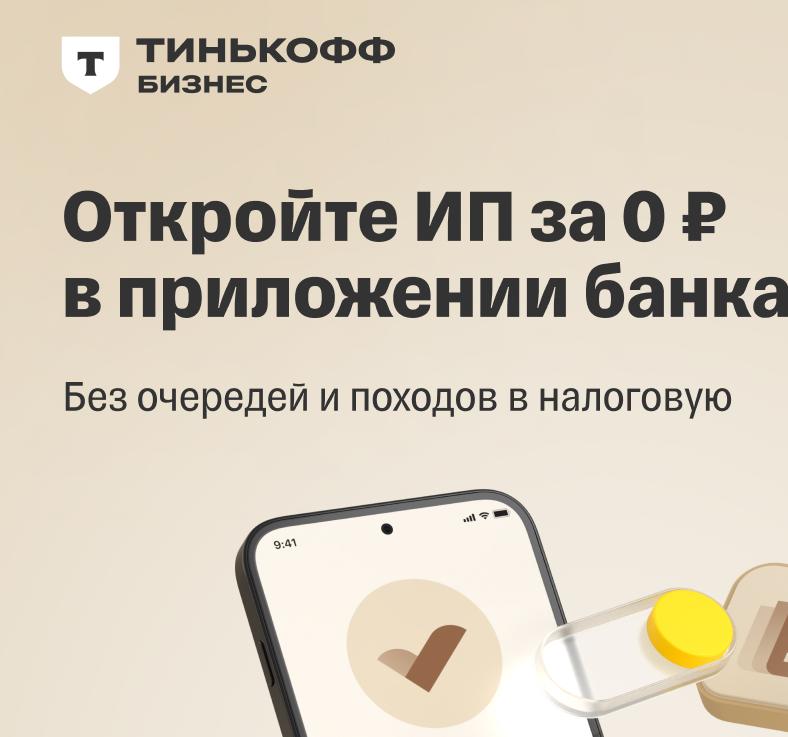 Т ТИНЬКОФФ
БИЗНЕС
Откройте ИП за 0 ₽
в приложении банка
Без очередей и походов в налоговую
9:41